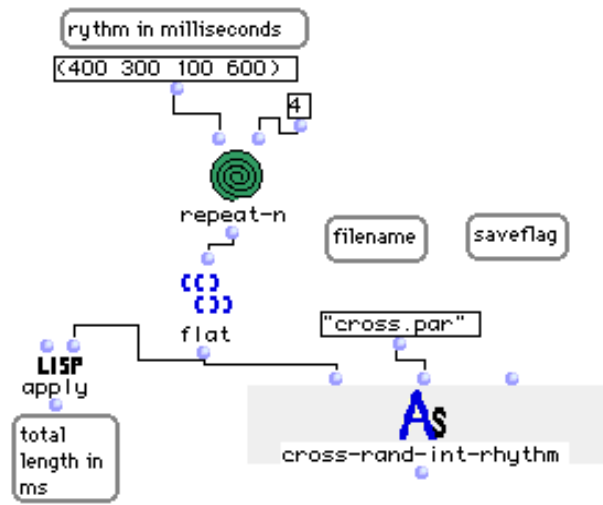 rythm in milliseconds
(400 300 100 600)
4
repeat-n
filename
saveflag
(()
())
flat
"cross.par"
LISP
apply
As
cross-rand-int-rhythm
total
length in
ms